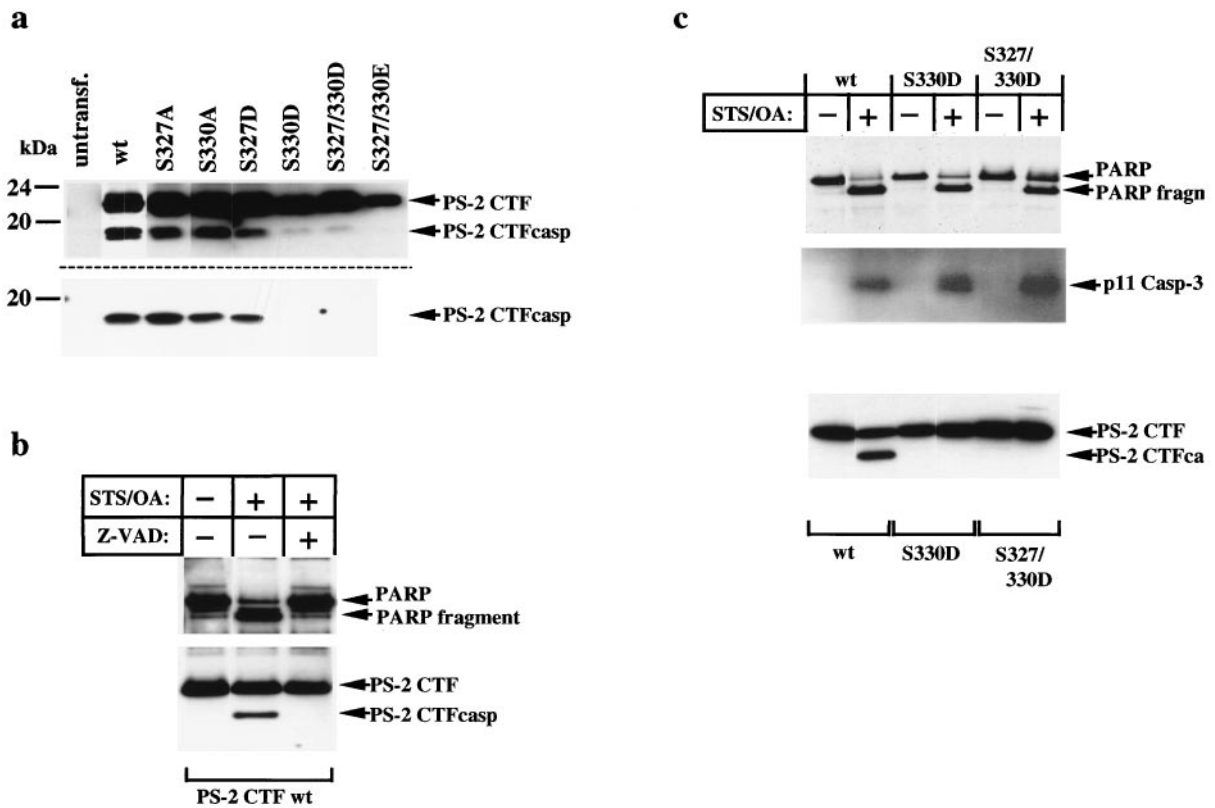 a
untransf.
wt
S327A
S330A
S327D
S330D
S327/330D
S327/330E
kDa
24
20
PS-2 CTF
PS-2 CTFcasp
20
PS-2 CTFcasp
b
STS/OA: − + +
Z-VAD: − − +
PARP
PARP fragment
PS-2 CTF
PS-2 CTFcasp
PS-2 CTF wt
c
S327/
wt S330D 330D
STS/OA: − + − + − +
PARP
PARP fragn
p11 Casp-3
PS-2 CTF
PS-2 CTFca
wt S330D S327/
330D